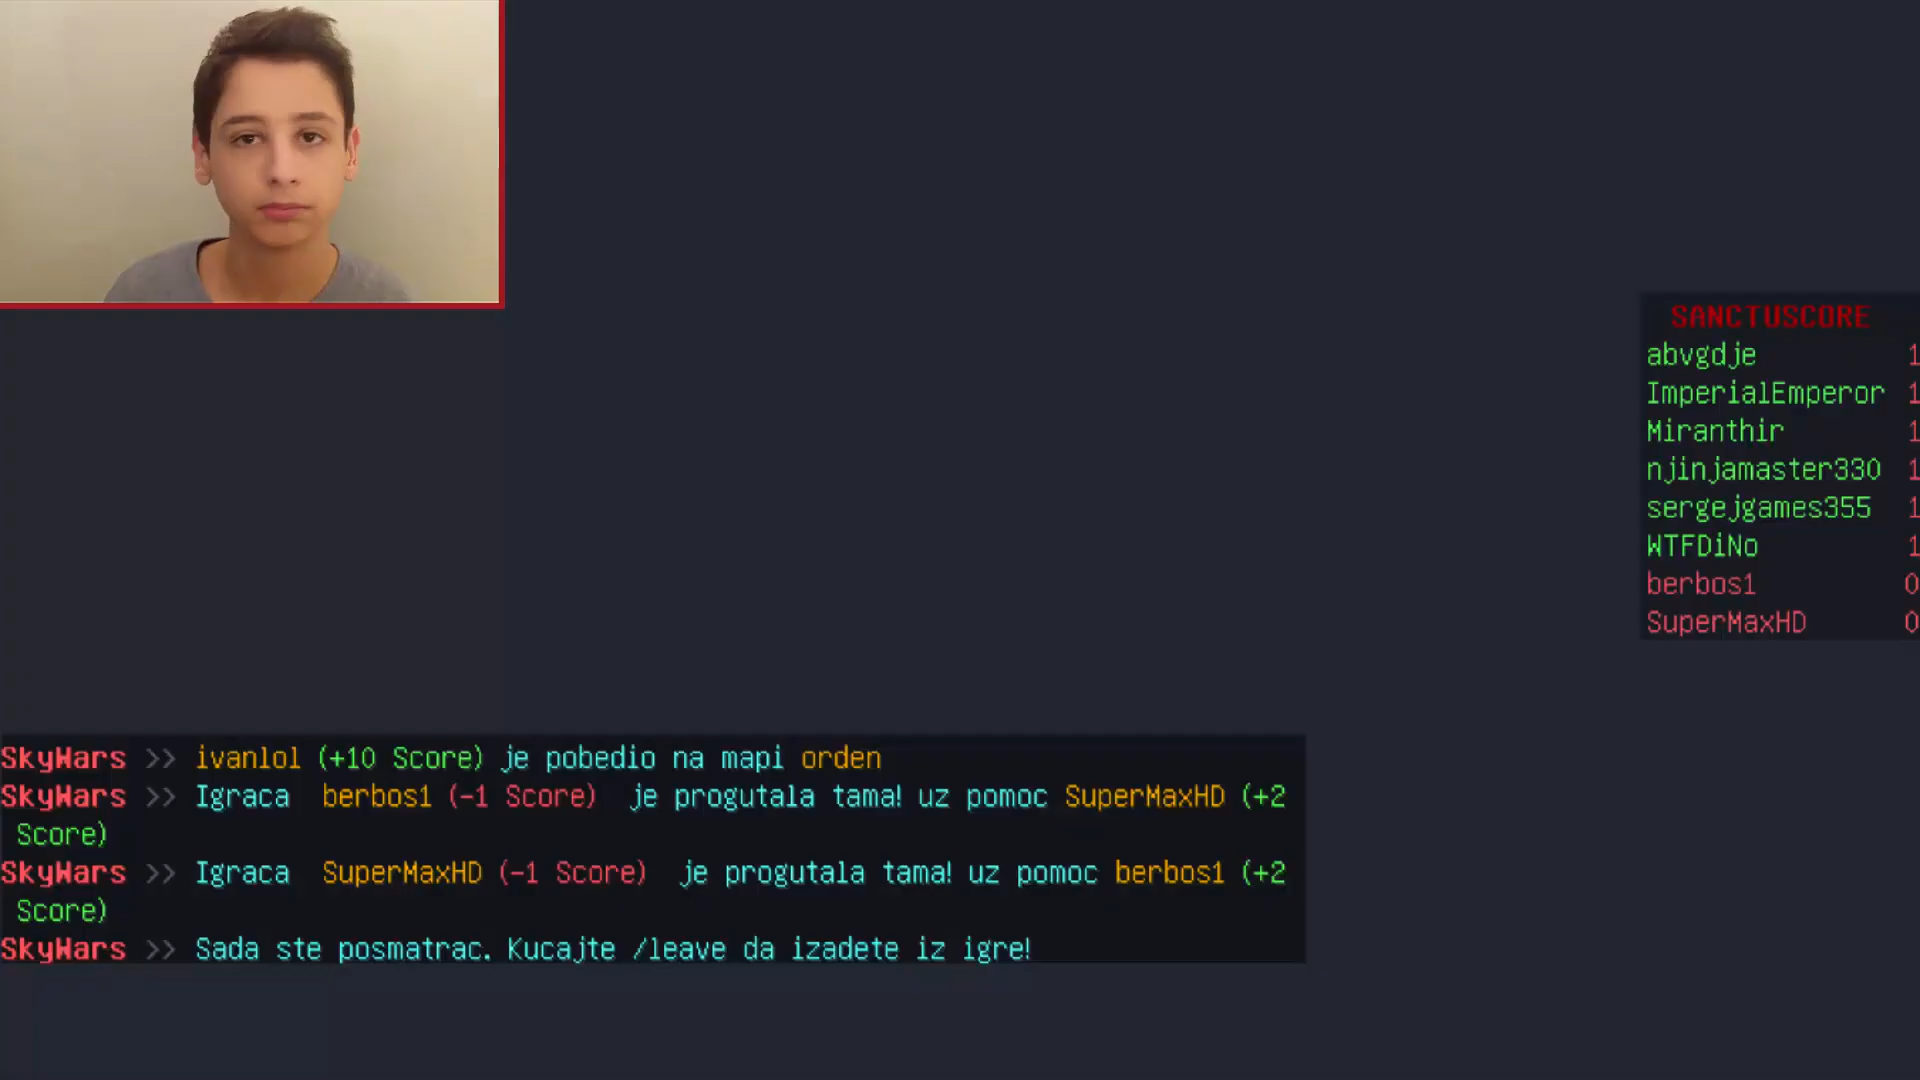 SANCTUSCORE
abvgdje 1
ImperialEmperor 1
Miranthir 1
njinjamaster330 1
sergejgames355 1
WTFDiNo 1
berbos1 0
SuperMaxHD 0
SkyWars >> ivanlol (+10 Score) je pobedio na mapi orden
SkyWars >> Igraca berbos1 (-1 Score) je progutala tama! uz pomoc SuperMaxHD (+2
Score)
SkyWars >> Igraca SuperMaxHD (-1 Score) je progutala tama! uz pomoc berbos1 (+2
Score)
SkyWars >> Sada ste posmatrac. Kucajte /leave da izadete iz igre!